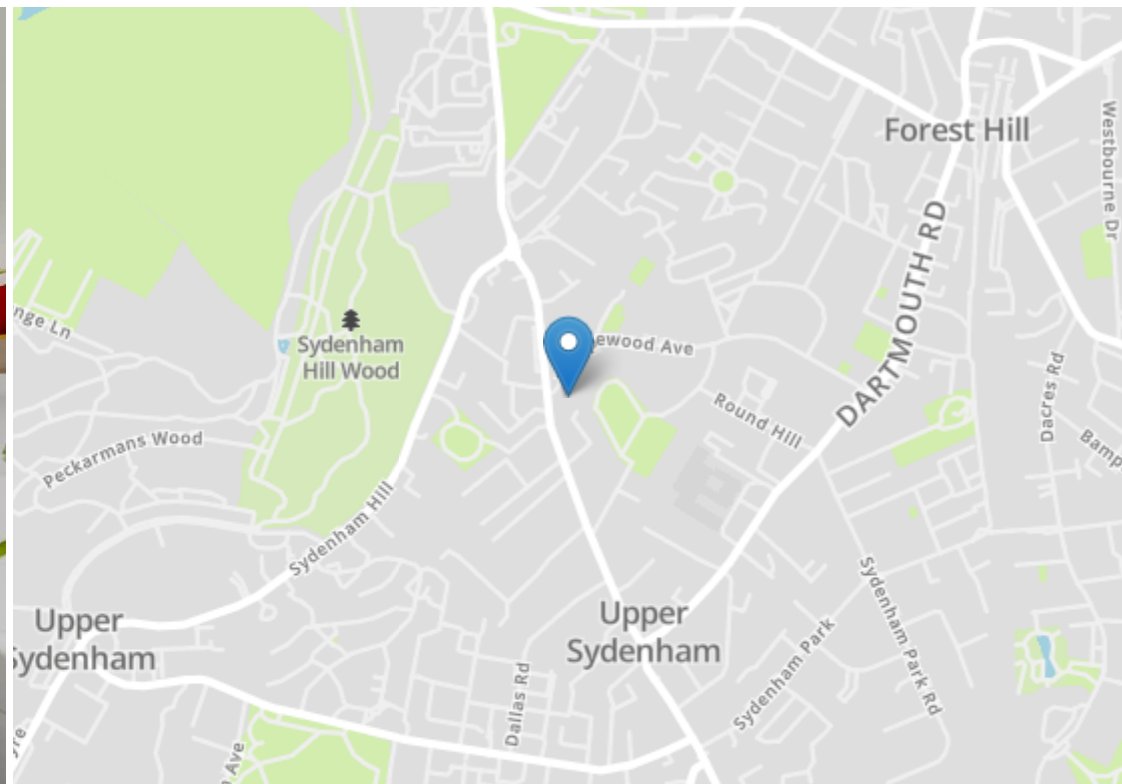 Forest Hill
Westbourne Dr
DARTMOUTH RD
nge Ln
Sydenham
Hill Wood
ewood Ave
Round Hill
Dacres Rd
Bamp
Peckarmans Wood
Sydenham Hill
Upper
Sydenham
Upper
Sydenham
Sydenham Park Rd
Sydenham Park
Dallas Rd
Ave